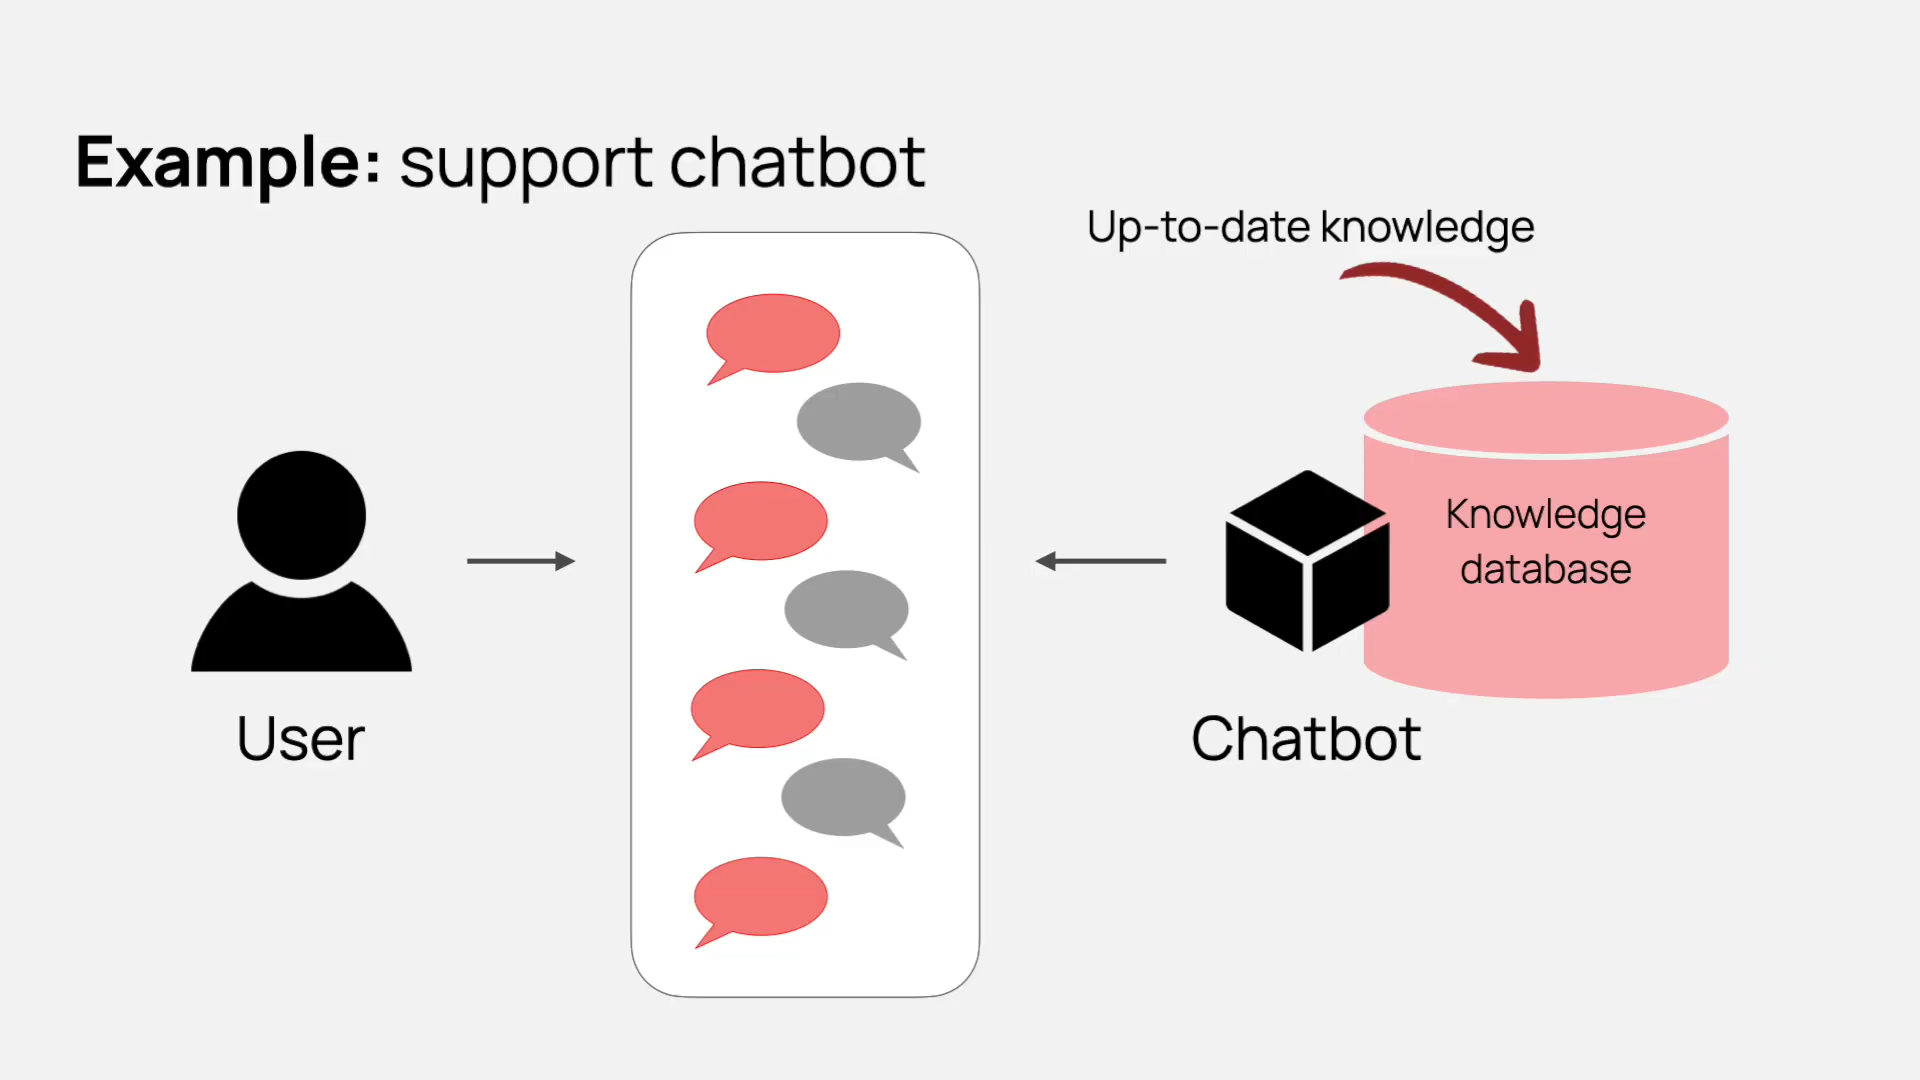 Example: support chatbot
Up-to-date knowledge
Knowledge
database
User
Chatbot